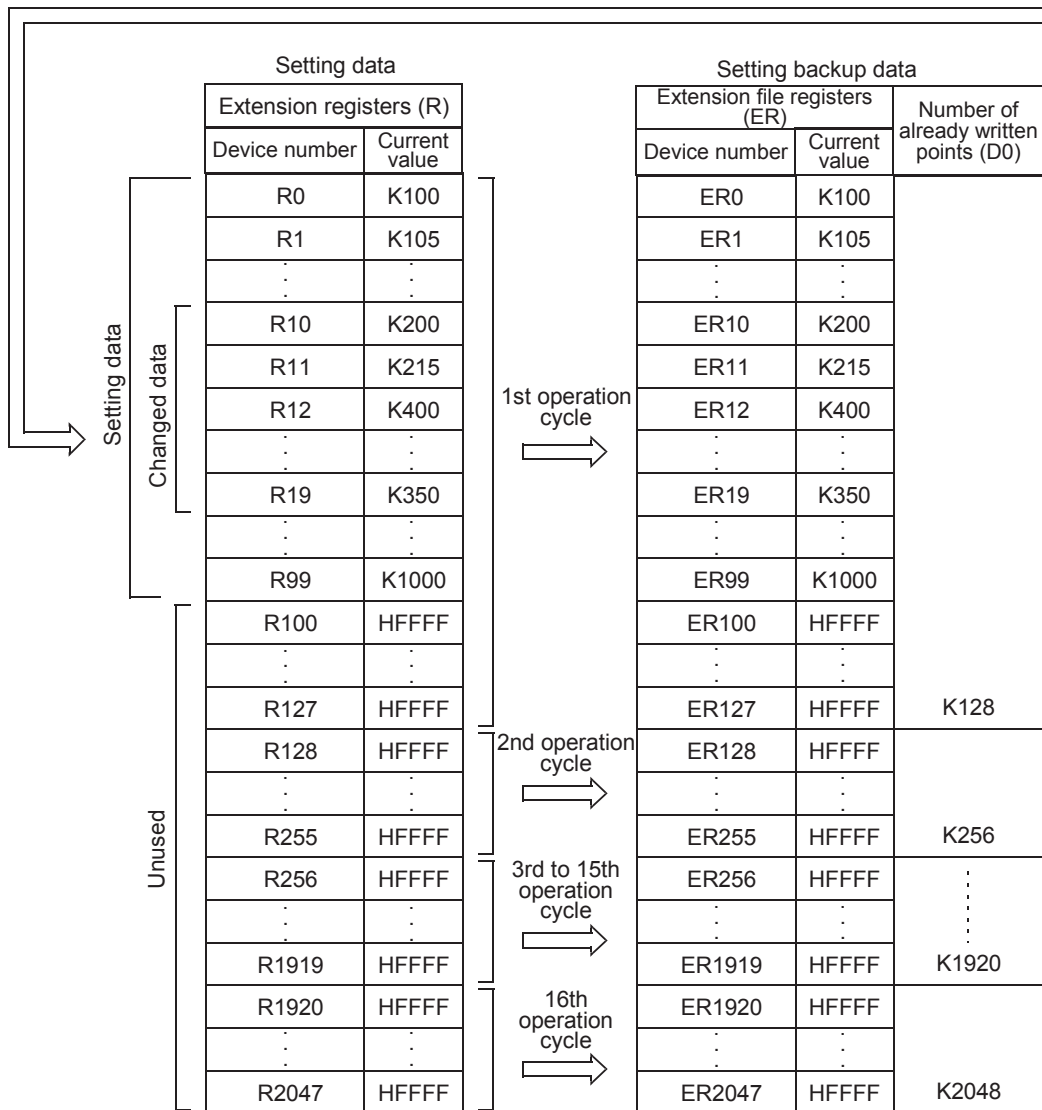 Setting data
Setting backup data
Extension registers (R)
Extension file registers (ER)
Number of already written points (D0)
Device number Current value
Device number Current value
R0 K100 ER0 K100
R1 K105 ER1 K105
: : : :
R10 K200 ER10 K200
R11 K215 ER11 K215
R12 K400 ER12 K400
: : : :
R19 K350 ER19 K350
: : : :
R99 K1000 ER99 K1000
R100 HFFFF ER100 HFFFF
: : : :
R127 HFFFF ER127 HFFFF K128
R128 HFFFF ER128 HFFFF
: : : :
R255 HFFFF ER255 HFFFF K256
R256 HFFFF ER256 HFFFF
: : : :
R1919 HFFFF ER1919 HFFFF K1920
R1920 HFFFF ER1920 HFFFF
: : : :
R2047 HFFFF ER2047 HFFFF K2048
Setting data
Changed data
Unused
1st operation
cycle
2nd operation
cycle
3rd to 15th
operation
cycle
16th
operation
cycle